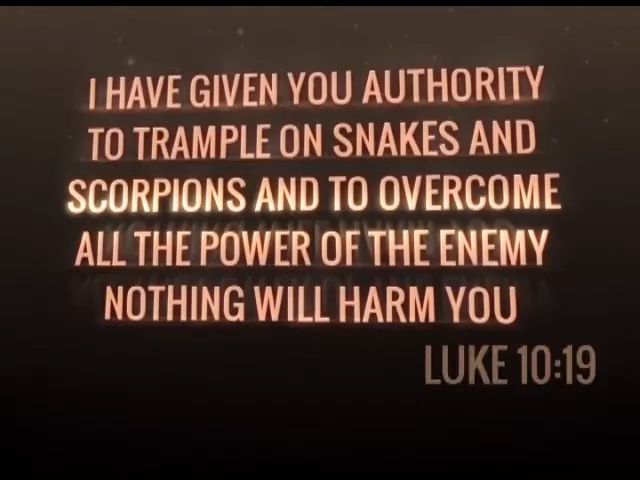 I HAVE GIVEN YOU AUTHORITY
TO TRAMPLE ON SNAKES AND
SCORPIONS AND TO OVERCOME
ALL THE POWER OF THE ENEMY
NOTHING WILL HARM YOU
LUKE 10:19